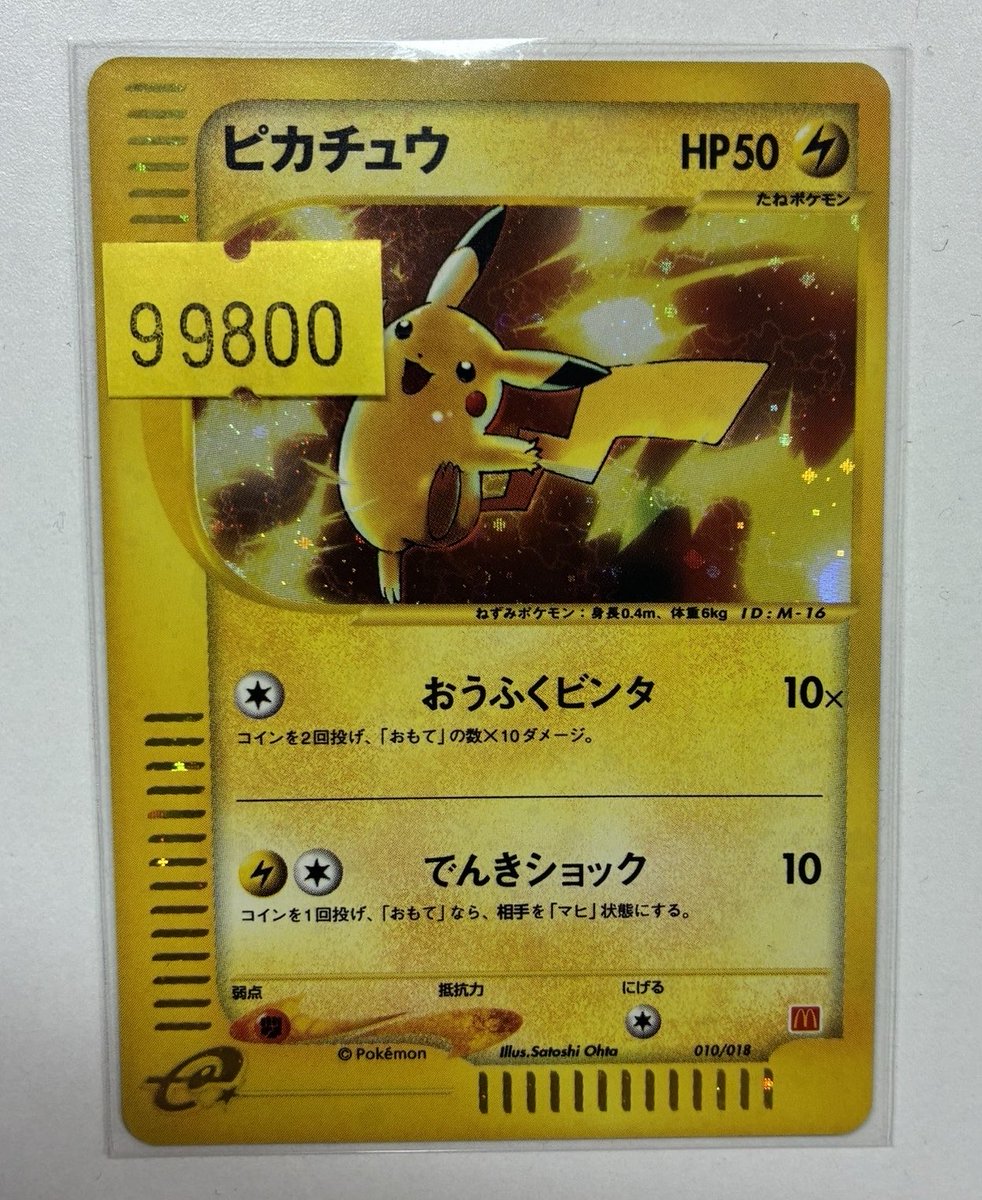 ピカチュウ HP50
たねポケモン
99800
ねずみポケモン：身長0.4m、体重6kg ID:M-16
おうふくビンタ 10×
コインを2回投げ、「おもて」の数×10ダメージ。
でんきショック 10
コインを1回投げ、「おもて」なら、相手を「マヒ」状態にする。
弱点 抵抗力 にげる
© Pokémon Illus.Satoshi Ohta 010/018